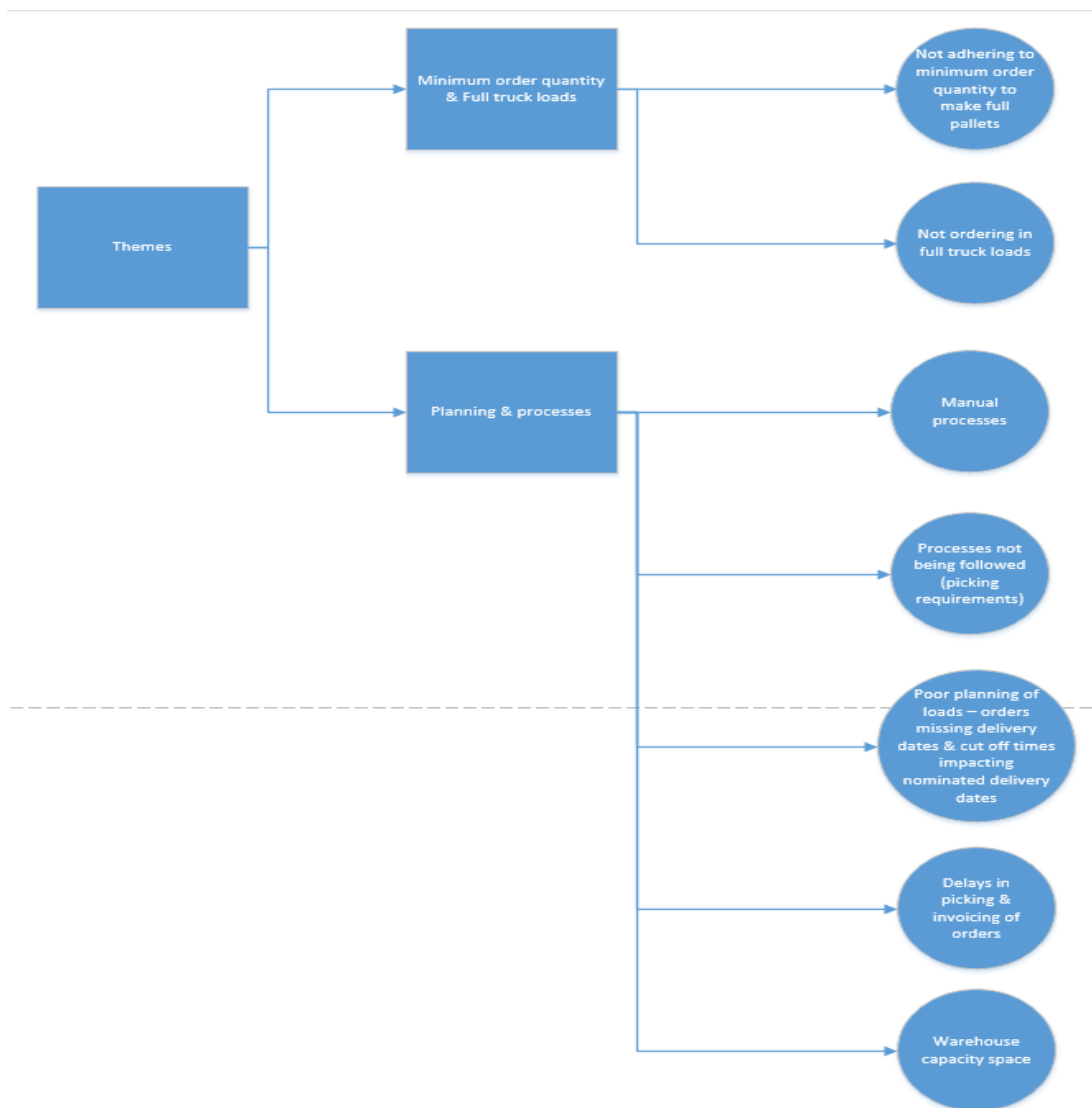 Themes
Minimum order quantity
& Full truck loads
Not adhering to
minimum order
quantity to
make full
pallets
Not ordering in
full truck loads
Planning & processes
Manual
processes
Processes not
being followed
(picking
requirements)
Poor planning of
loads – orders
missing delivery
dates & cut off times
impacting
nominated delivery
dates
Delays in
picking &
invoicing of
orders
Warehouse
capacity space